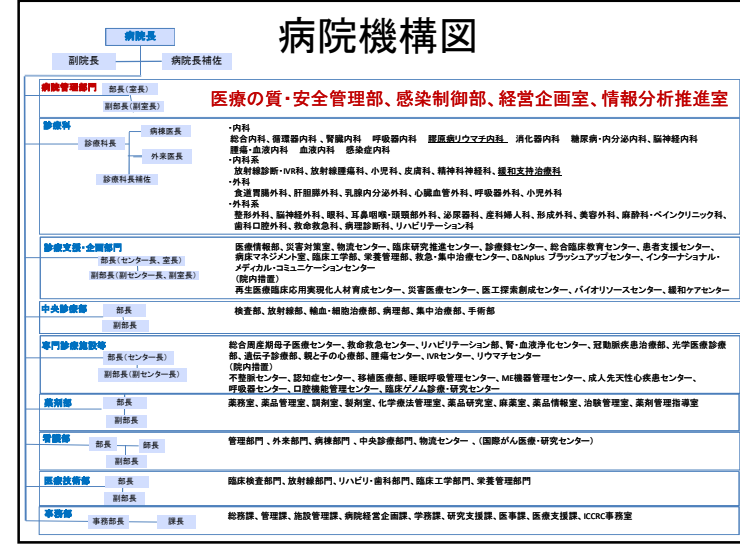 病院機構図
病院長
副院長
病院長補佐
病院管理部門
部長(室長)
副部長(副室長)
医療の質・安全管理部、感染制御部、経営企画室、情報分析推進室
診療科
診療科長
病棟医長
外来医長
診療科長補佐
・内科
総合内科、循環器内科、腎臓内科 呼吸器内科 膠原病リウマチ内科 消化器内科 糖尿病・内分泌内科、脳神経内科
腫瘍・血液内科 血液内科 感染症内科
・内科系
放射線診断・IVR科、放射線腫瘍科、小児科、皮膚科、精神科神経科、緩和支持治療科
・外科
食道胃腸外科、肝胆膵外科、乳腺内分泌外科、心臓血管外科、呼吸器外科、小児外科
・外科系
整形外科、脳神経外科、眼科、耳鼻咽喉・頭頸部外科、泌尿器科、産科婦人科、形成外科、美容外科、麻酔科・ペインクリニック科、
歯科口腔外科、救命救急科、病理診断科、リハビリテーション科
診療支援・企画部門
部長(センター長、室長)
副部長(副センター長、副室長)
医療情報部、災害対策室、物流センター、臨床研究推進センター、診療録センター、総合臨床教育センター、患者支援センター、
病床マネジメント室、臨床工学部、栄養管理部、救急・集中治療センター、D&Nplus ブラッシュアップセンター、インターナショナル・
メディカル・コミュニケーションセンター
(院内措置)
再生医療臨床応用実現化人材育成センター、災害医療センター、医工探索創成センター、バイオリソースセンター、緩和ケアセンター
中央診療部
部長
副部長
検査部、放射線部、輸血・細胞治療部、病理部、集中治療部、手術部
専門診療施設等
部長(センター長)
副部長(副センター長)
総合周産期母子医療センター、救命救急センター、リハビリテーション部、腎・血液浄化センター、冠動脈疾患治療部、光学医療診療
部、遺伝子診療部、親と子の心療部、腫瘍センター、IVRセンター、リウマチセンター
(院内措置)
不整脈センター、認知症センター、移植医療部、睡眠呼吸管理センター、ME機器管理センター、成人先天性心疾患センター、
呼吸器センター、口腔機能管理センター、臨床ゲノム診療・研究センター
薬剤部
部長
副部長
薬務室、薬品管理室、調剤室、製剤室、化学療法管理室、薬品研究室、麻薬室、薬品情報室、治験管理室、薬剤管理指導室
看護部
部長
師長
副部長
管理部門 、外来部門、病棟部門 、中央診療部門、物流センター 、(国際がん医療・研究センター)
医療技術部
部長
副部長
臨床検査部門、放射線部門、リハビリ・歯科部門、臨床工学部門、栄養管理部門
事務部
事務部長
課長
総務課、管理課、施設管理課、病院経営企画課、学務課、研究支援課、医事課、医療支援課、ICCRC事務室